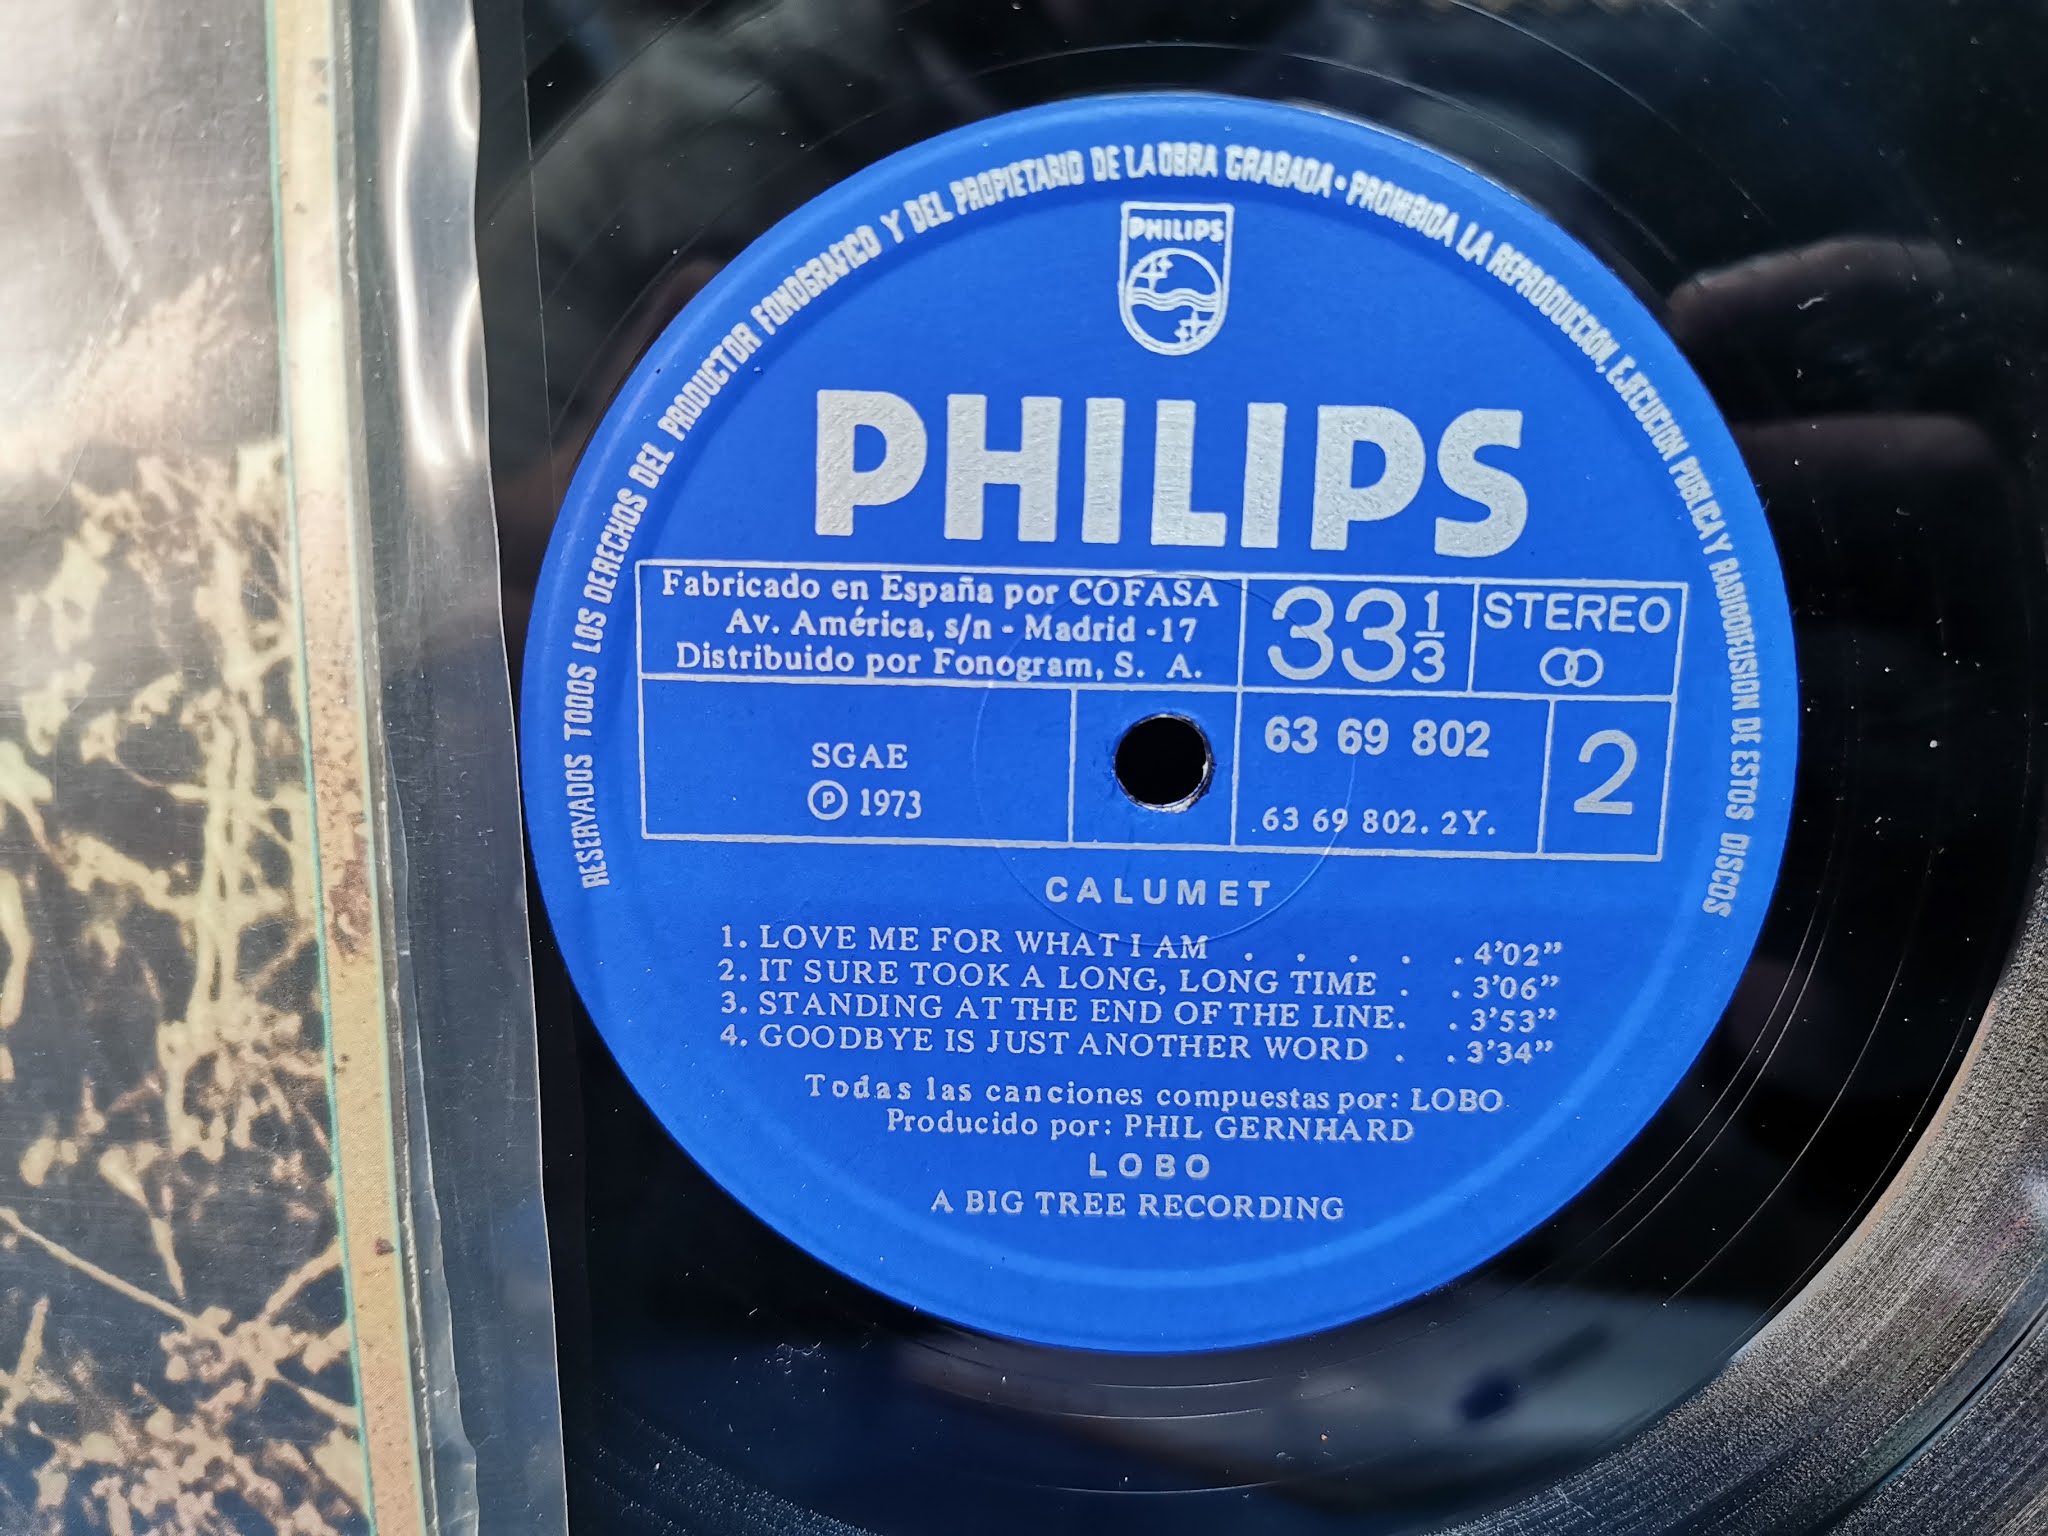 RESERVADOS TODOS LOS DERECHOS DEL PRODUCTOR FONOGRAFICO Y DEL PROPIETARIO DE LA OBRA GRABADA • PROHIBIDA LA REPRODUCCION, EJECUCION PUBLICA Y RADIODIFUSION DE ESTOS DISCOS
PHILIPS
PHILIPS
Fabricado en España por COFASA
Av. América, s/n - Madrid -17
Distribuido por Fonogram, S. A.
33 1/3
STEREO
SGAE
Ⓟ 1973
63 69 802
63 69 802. 2Y.
2
CALUMET
1. LOVE ME FOR WHAT I AM . . . . . 4'02”
2. IT SURE TOOK A LONG, LONG TIME . . 3'06”
3. STANDING AT THE END OF THE LINE. . 3'53”
4. GOODBYE IS JUST ANOTHER WORD . . 3'34”
Todas las canciones compuestas por: LOBO
Producido por: PHIL GERNHARD
LOBO
A BIG TREE RECORDING